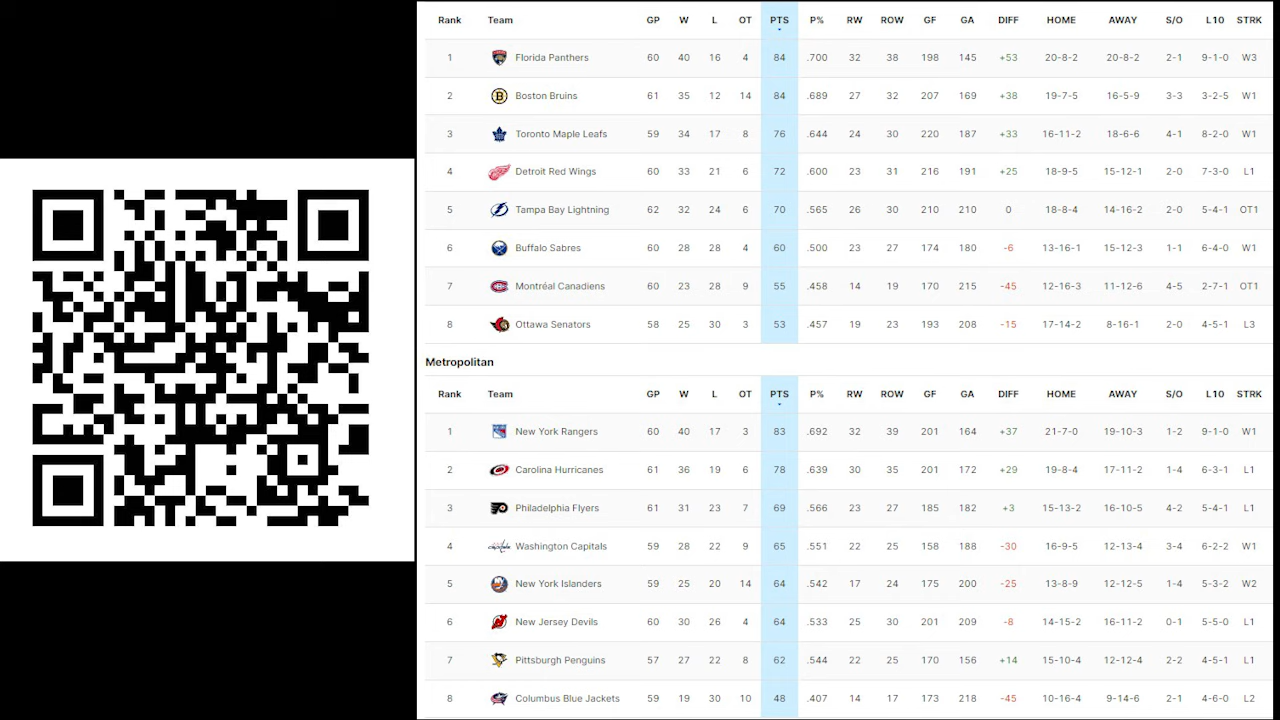 Rank Team GP W L OT PTS P% RW ROW GF GA DIFF HOME AWAY S/O L10 STRK
1 Florida Panthers 60 40 16 4 84 .700 32 38 198 145 +53 20-8-2 20-8-2 2-1 9-1-0 W3
2 Boston Bruins 61 35 12 14 84 .689 27 32 207 169 +38 19-7-5 16-5-9 3-3 3-2-5 W1
3 Toronto Maple Leafs 59 34 17 8 76 .644 24 30 220 187 +33 16-11-2 18-6-6 4-1 8-2-0 W1
4 Detroit Red Wings 60 33 21 6 72 .600 23 31 216 191 +25 18-9-5 15-12-1 2-0 7-3-0 L1
5 Tampa Bay Lightning 62 32 24 6 70 .565 26 30 210 210 0 18-8-4 14-16-2 2-0 5-4-1 OT1
6 Buffalo Sabres 60 28 28 4 60 .500 23 27 174 180 -6 13-16-1 15-12-3 1-1 6-4-0 W1
7 Montréal Canadiens 60 23 28 9 55 .458 14 19 170 215 -45 12-16-3 11-12-6 4-5 2-7-1 OT1
8 Ottawa Senators 58 25 30 3 53 .457 19 23 193 208 -15 17-14-2 8-16-1 2-0 4-5-1 L3
Metropolitan
Rank Team GP W L OT PTS P% RW ROW GF GA DIFF HOME AWAY S/O L10 STRK
1 New York Rangers 60 40 17 3 83 .692 32 39 201 164 +37 21-7-0 19-10-3 1-2 9-1-0 W1
2 Carolina Hurricanes 61 36 19 6 78 .639 30 35 201 172 +29 19-8-4 17-11-2 1-4 6-3-1 L1
3 Philadelphia Flyers 61 31 23 7 69 .566 23 27 185 182 +3 15-13-2 16-10-5 4-2 5-4-1 L1
4 Washington Capitals 59 28 22 9 65 .551 22 25 158 188 -30 16-9-5 12-13-4 3-4 6-2-2 W1
5 New York Islanders 59 25 20 14 64 .542 17 24 175 200 -25 13-8-9 12-12-5 1-4 5-3-2 W2
6 New Jersey Devils 60 30 26 4 64 .533 25 30 201 209 -8 14-15-2 16-11-2 0-1 5-5-0 L1
7 Pittsburgh Penguins 57 27 22 8 62 .544 22 25 170 156 +14 15-10-4 12-12-4 2-2 4-5-1 L1
8 Columbus Blue Jackets 59 19 30 10 48 .407 14 17 173 218 -45 10-16-4 9-14-6 2-1 4-6-0 L2